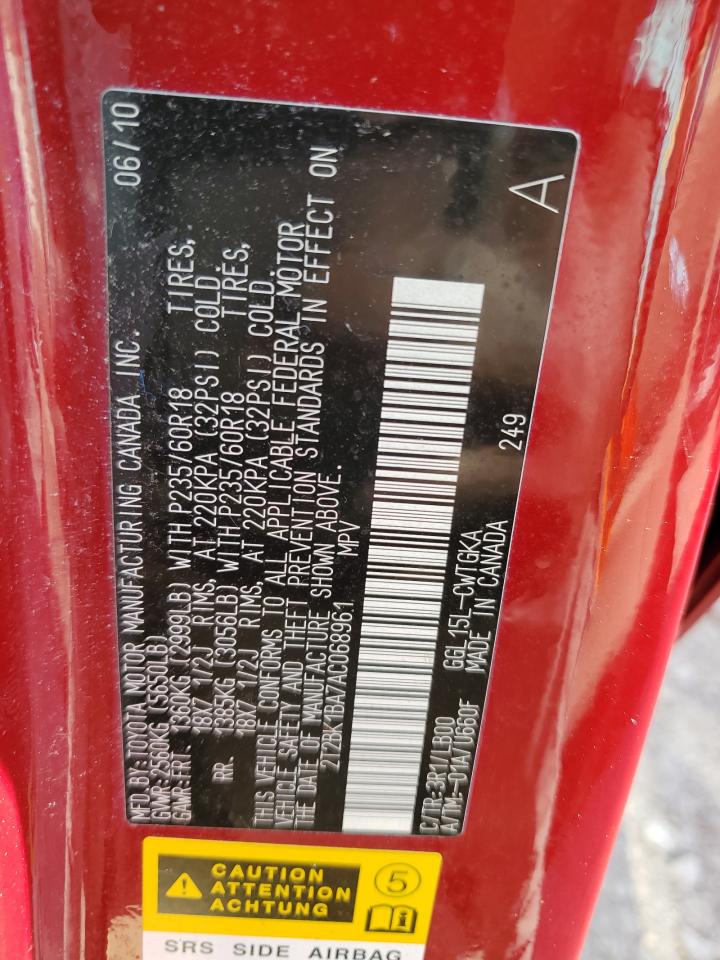 MFD.BY:TOYOTA MOTOR MANUFACTURING CANADA INC. 06/10
GVWR:2560KG (5650LB)
GAWR:FRT. 1360KG (2999LB) WITH P235/60R18 TIRES,
18X7 1/2J RIMS, AT 220KPA (32PSI) COLD.
RR. 1385KG (3056LB) WITH P235/60R18 TIRES,
18X7 1/2J RIMS, AT 220KPA (32PSI) COLD.
THIS VEHICLE CONFORMS TO ALL APPLICABLE FEDERAL MOTOR
VEHICLE SAFETY AND THEFT PREVENTION STANDARDS IN EFFECT ON
THE DATE OF MANUFACTURE SHOWN ABOVE.
2T2BK1BA7AC068961 MPV
C/TR:3R1/LB00 GGL15L-CWTGKA
A/TM:-01A/U660F MADE IN CANADA
249
A
CAUTION
ATTENTION
ACHTUNG
5
SRS SIDE AIRBAG